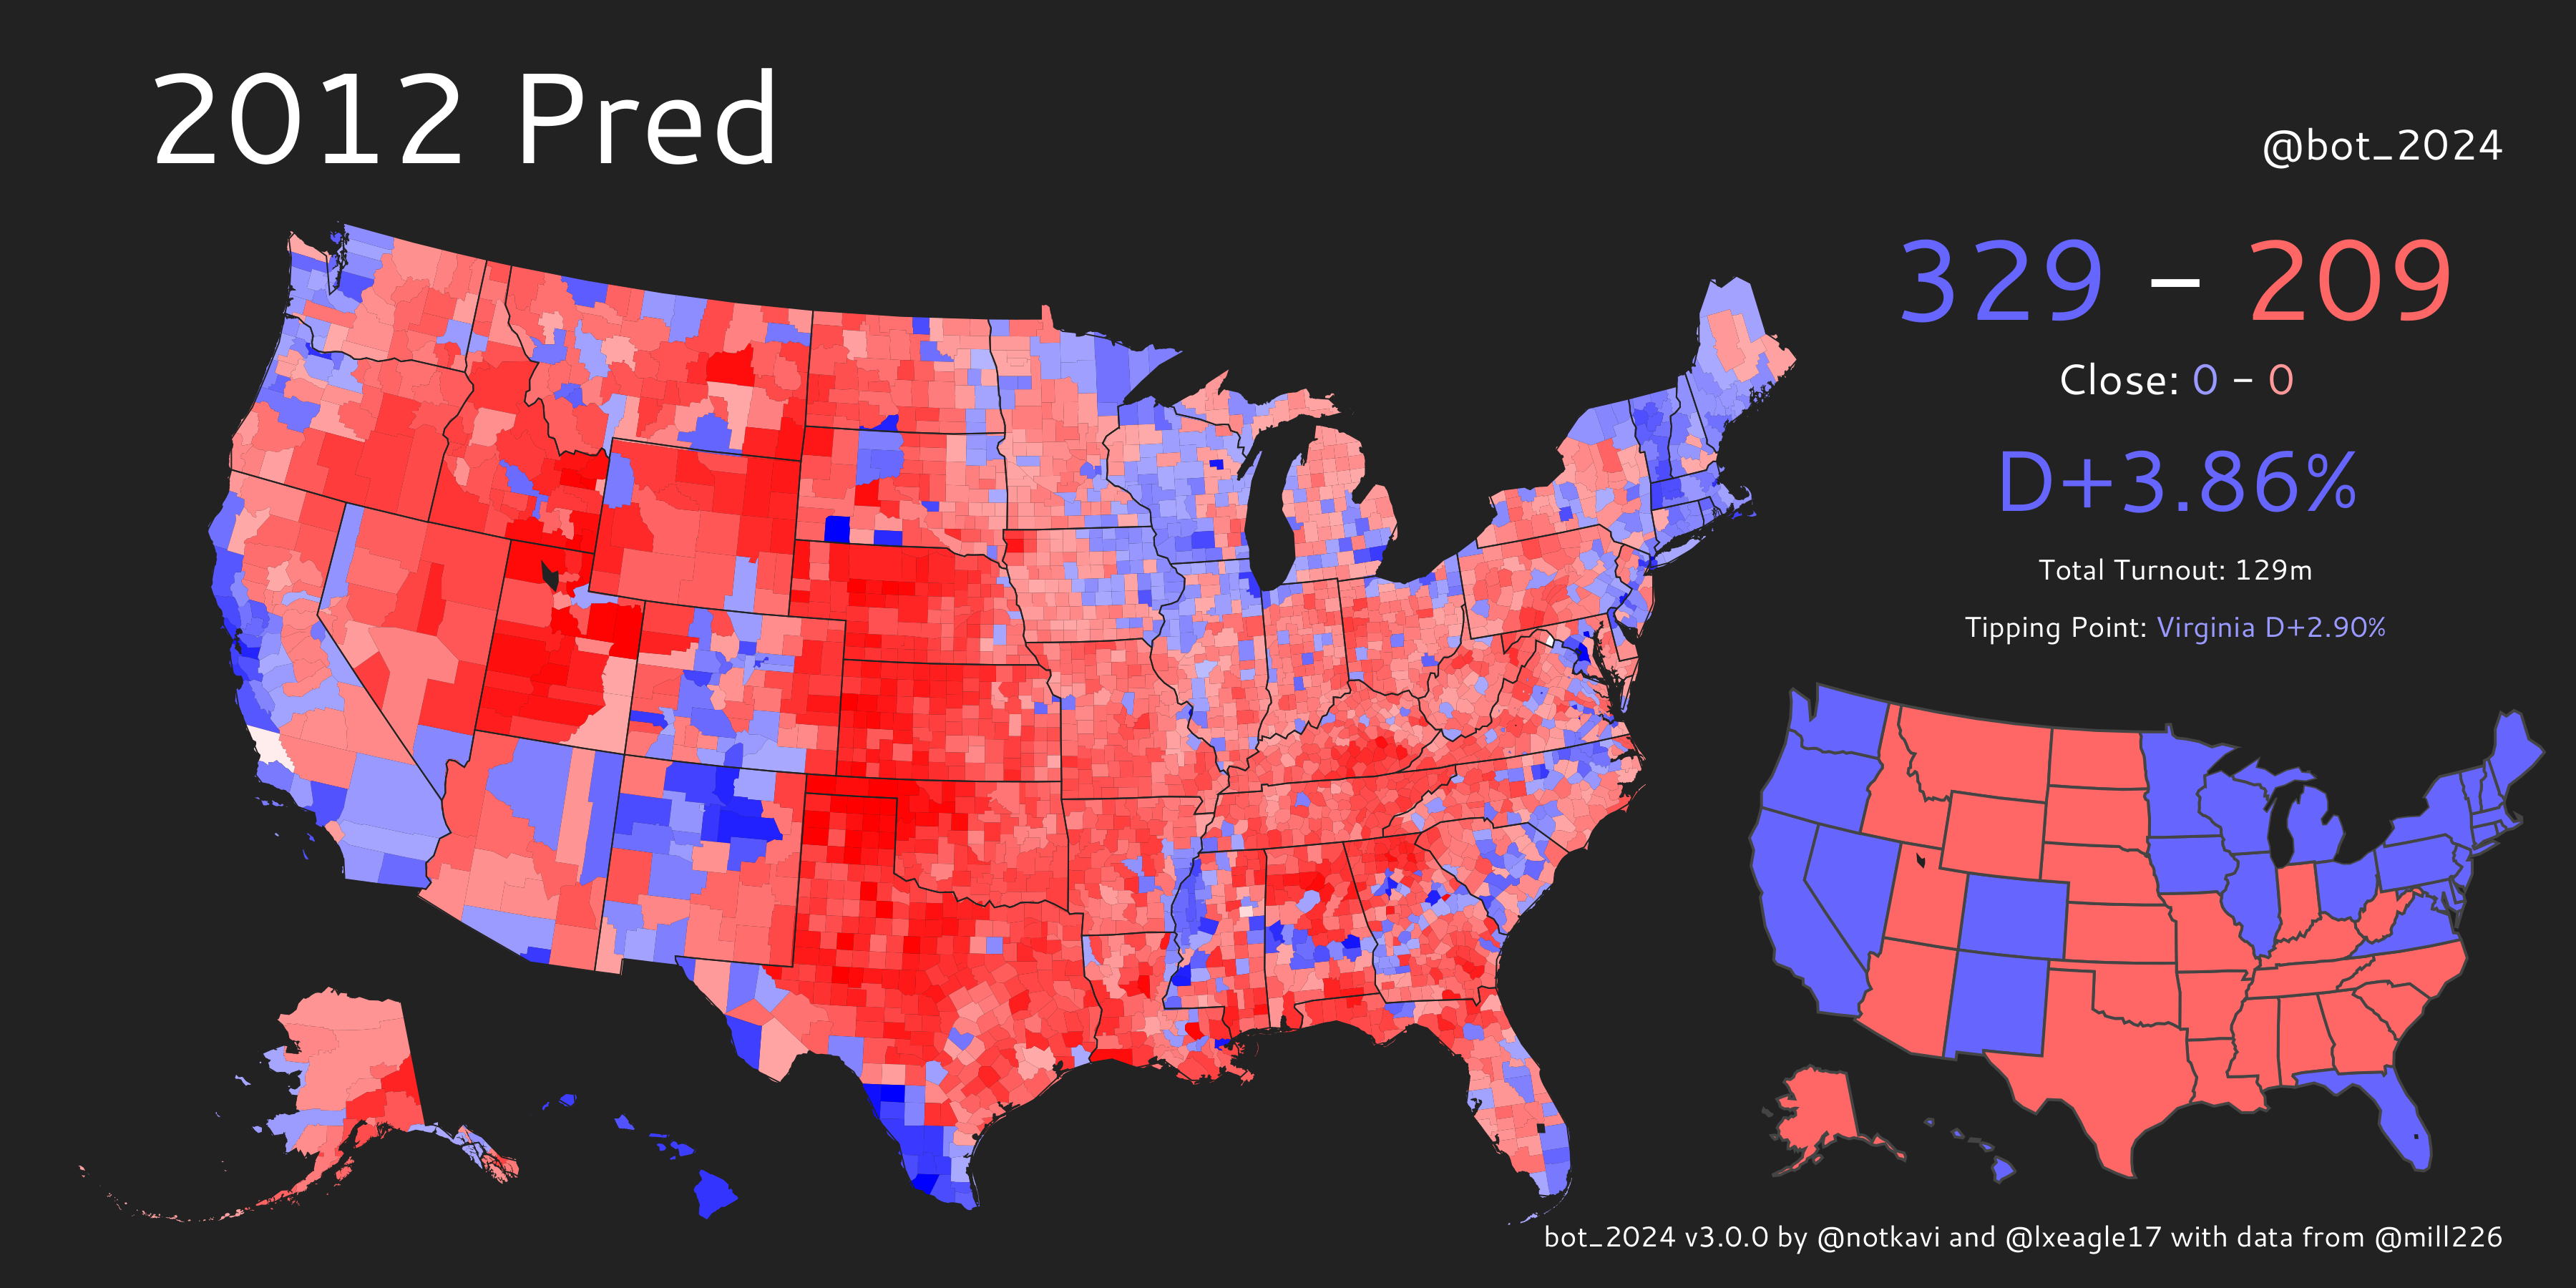 2012 Pred
@bot_2024
329 – 209
Close: 0 - 0
D+3.86%
Total Turnout: 129m
Tipping Point: Virginia D+2.90%
bot_2024 v3.0.0 by @notkavi and @lxeagle17 with data from @mill226